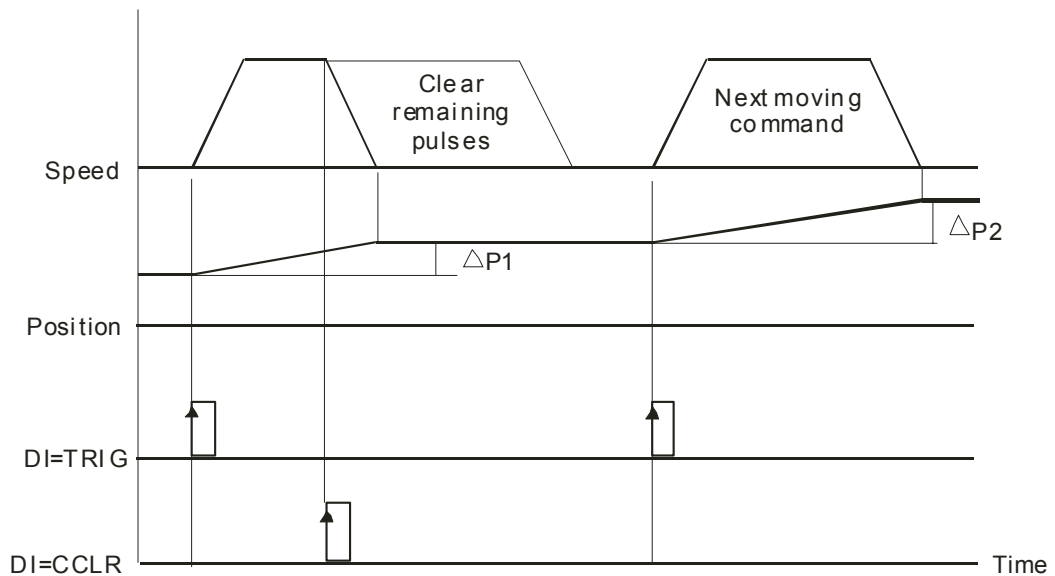 Clear
remaining
pulses
Next moving
command
Speed
△P2
△P1
Position
DI=TRIG
DI=CCLR
Time